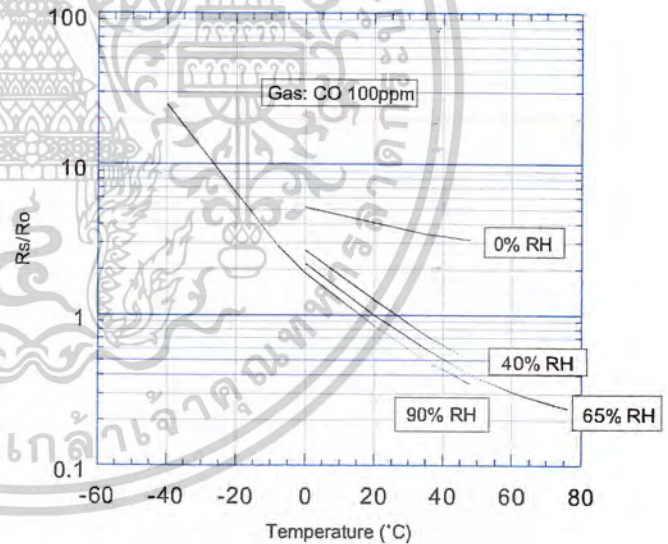 100
Gas: CO 100ppm
10
Rs/Ro
0% RH
1
40% RH
90% RH
65% RH
0.1
-60 -40 -20 0 20 40 60 80
Temperature (°C)